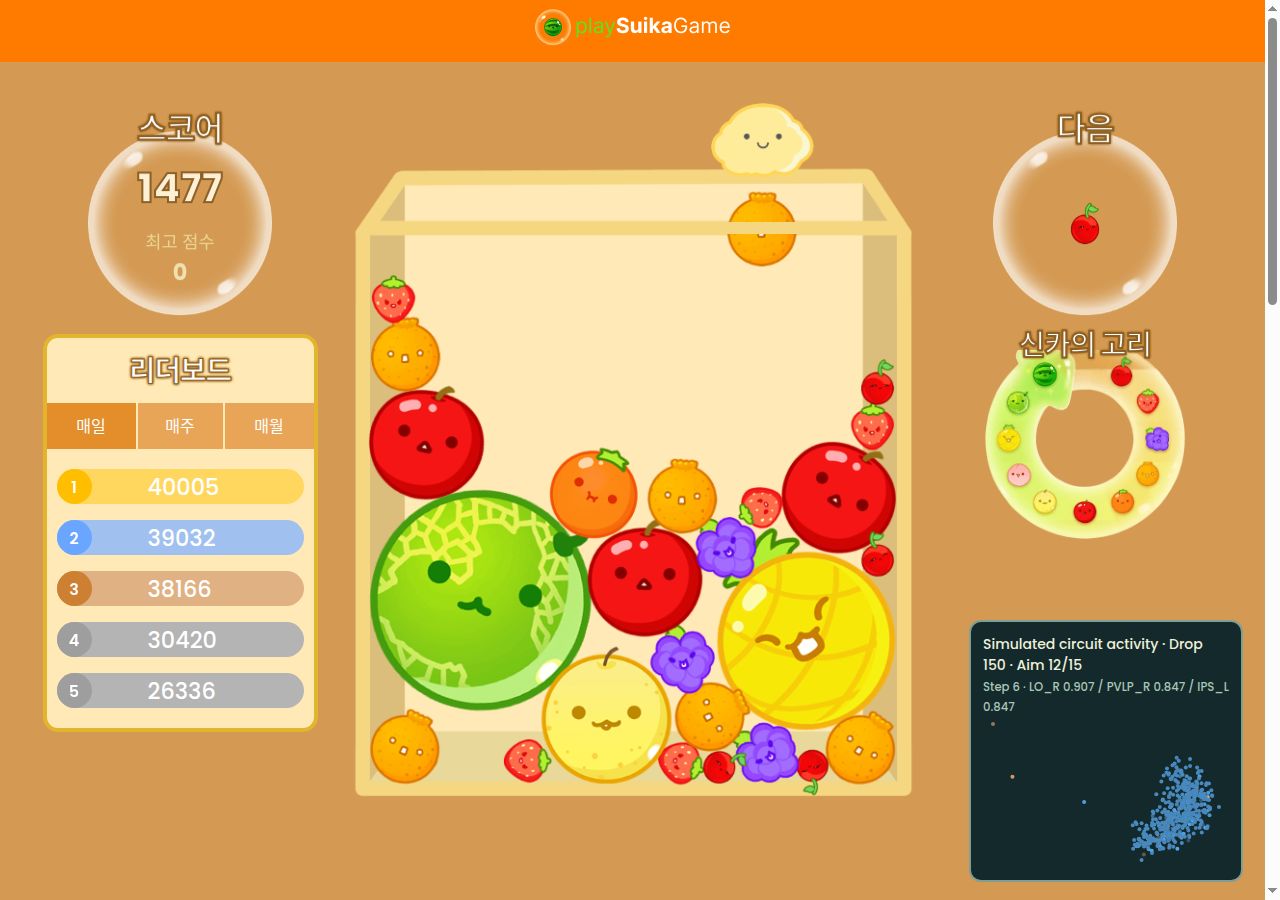 playSuikaGame
스코어
1477
최고 점수
0
다음
신카의 고리
리더보드
매일 매주 매월
1 40005
2 39032
3 38166
4 30420
5 26336
Simulated circuit activity · Drop
150 · Aim 12/15
Step 6 · LO_R 0.907 / PVLP_R 0.847 / IPS_L
0.847